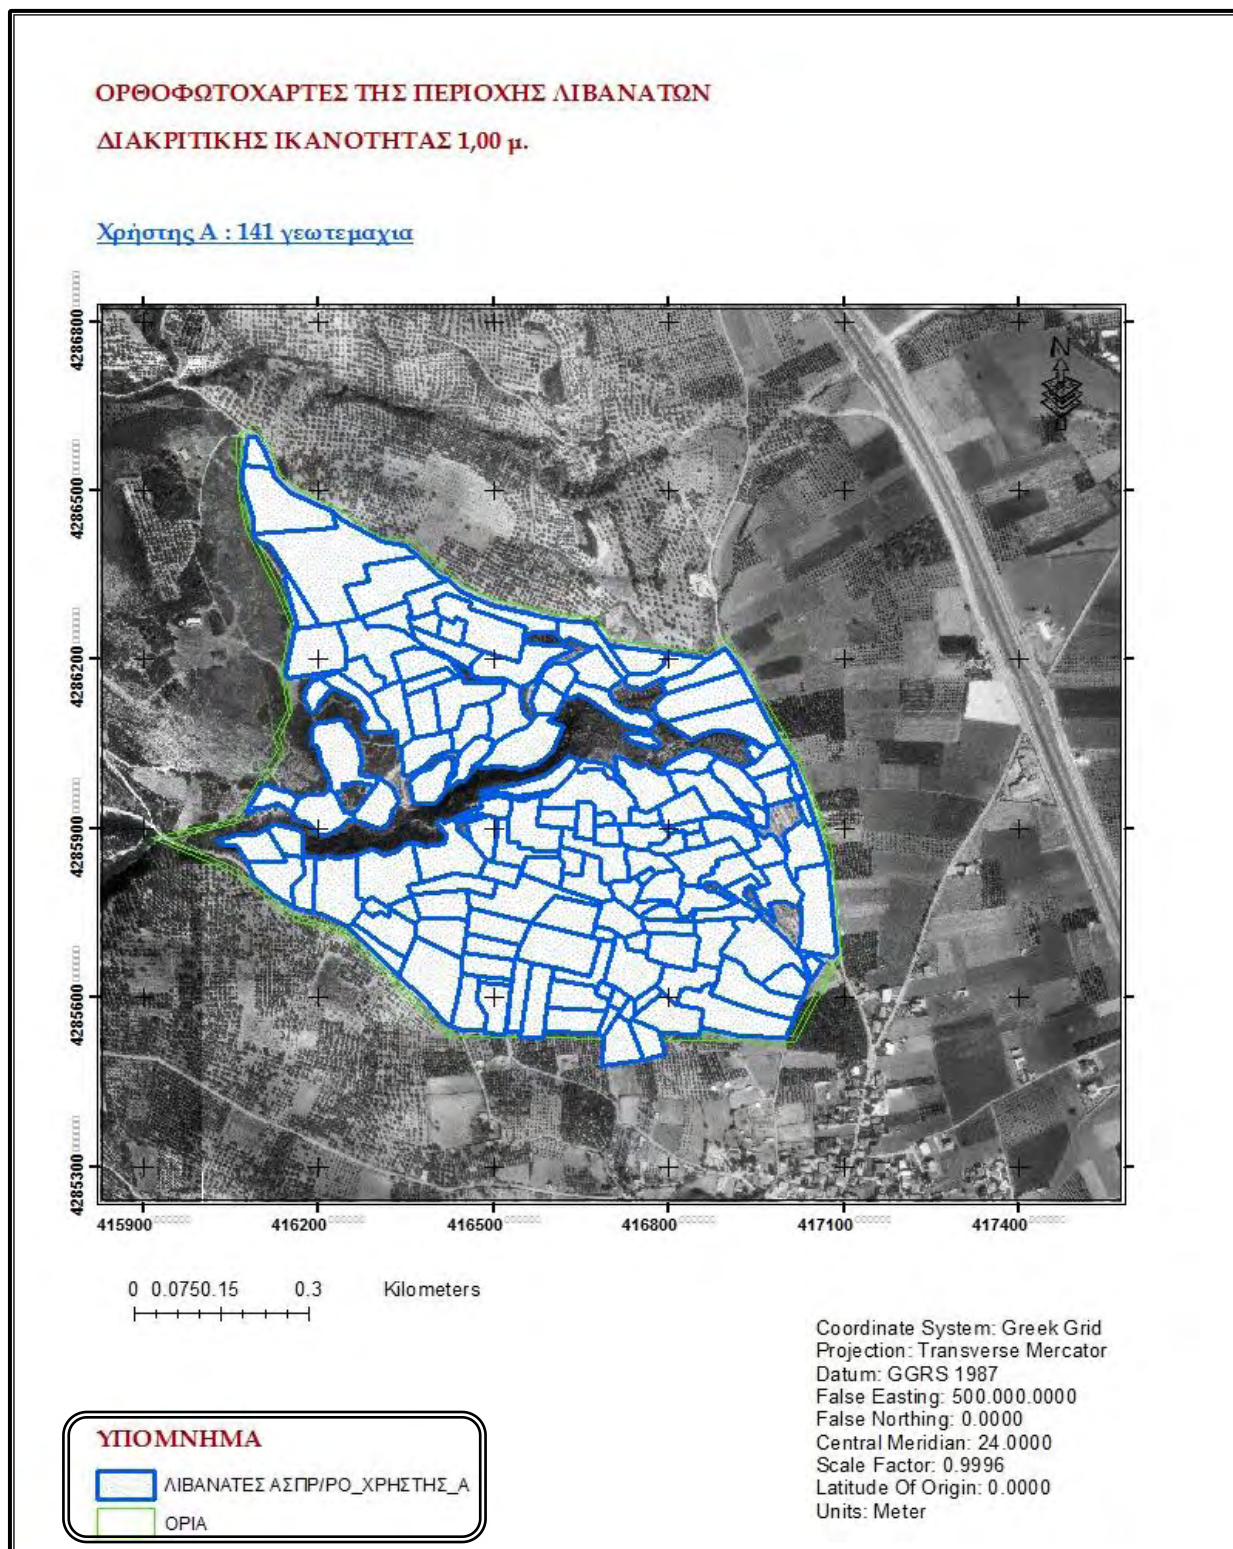 ΟΡΘΟΦΩΤΟΧΑΡΤΕΣ ΤΗΣ ΠΕΡΙΟΧΗΣ ΛΙΒΑΝΑΤΩΝ
ΔΙΑΚΡΙΤΙΚΗΣ ΙΚΑΝΟΤΗΤΑΣ 1,00 μ.
Χρήστης Α : 141 γεωτεμαχια
4286800
4286500
4286200
4285900
4285600
4285300
N
415900 416200 416500 416800 417100 417400
0 0.0750.15 0.3 Kilometers
Coordinate System: Greek Grid
Projection: Transverse Mercator
Datum: GGRS 1987
False Easting: 500.000.0000
False Northing: 0.0000
Central Meridian: 24.0000
Scale Factor: 0.9996
Latitude Of Origin: 0.0000
Units: Meter
ΥΠΟΜΝΗΜΑ
ΛΙΒΑΝΑΤΕΣ ΑΣΠΡ/ΡΟ_ΧΡΗΣΤΗΣ_Α
ΟΡΙΑ